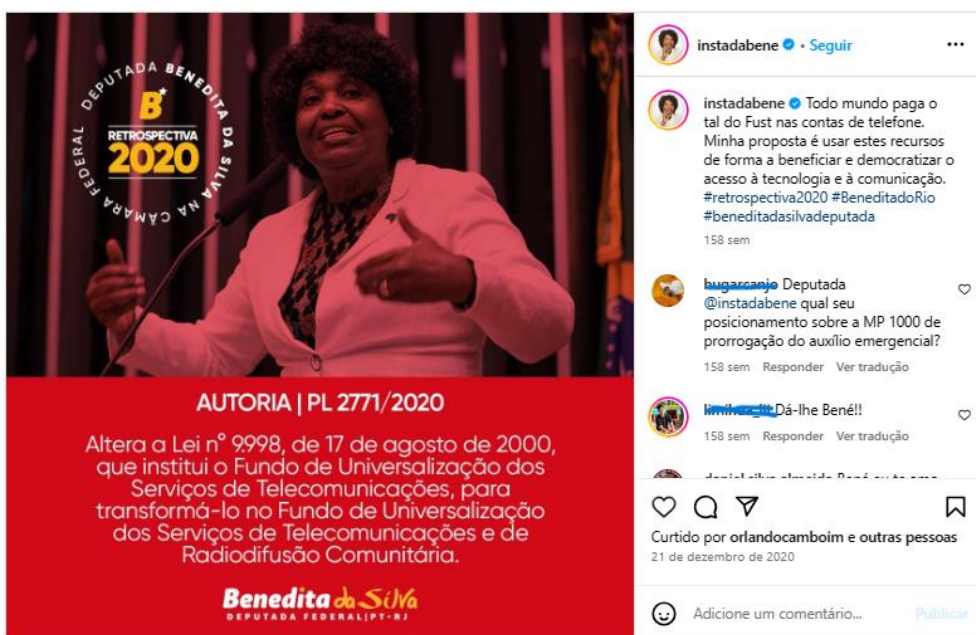 DEPUTADA BENEDITA DA SILVA NA CÂMARA FEDERAL
B
RETROSPECTIVA
2020
AUTORIA | PL 2771/2020
Altera a Lei nº 9.998, de 17 de agosto de 2000,
que institui o Fundo de Universalização dos
Serviços de Telecomunicações, para
transformá-lo no Fundo de Universalização
dos Serviços de Telecomunicações e de
Radiodifusão Comunitária.
Benedita da Silva
DEPUTADA FEDERAL|PT-RJ
instadabene • Seguir
instadabene Todo mundo paga o
tal do Fust nas contas de telefone.
Minha proposta é usar estes recursos
de forma a beneficiar e democratizar o
acesso à tecnologia e à comunicação.
#retrospectiva2020 #BeneditadoRio
#beneditadasilvadeputada
158 sem
Deputada
@instadabene qual seu
posicionamento sobre a MP 1000 de
prorrogação do auxílio emergencial?
158 sem Responder Ver tradução
Dá-lhe Bené!!
158 sem Responder Ver tradução
Curtido por orlandocamboim e outras pessoas
21 de dezembro de 2020
Adicione um comentário... Publicar